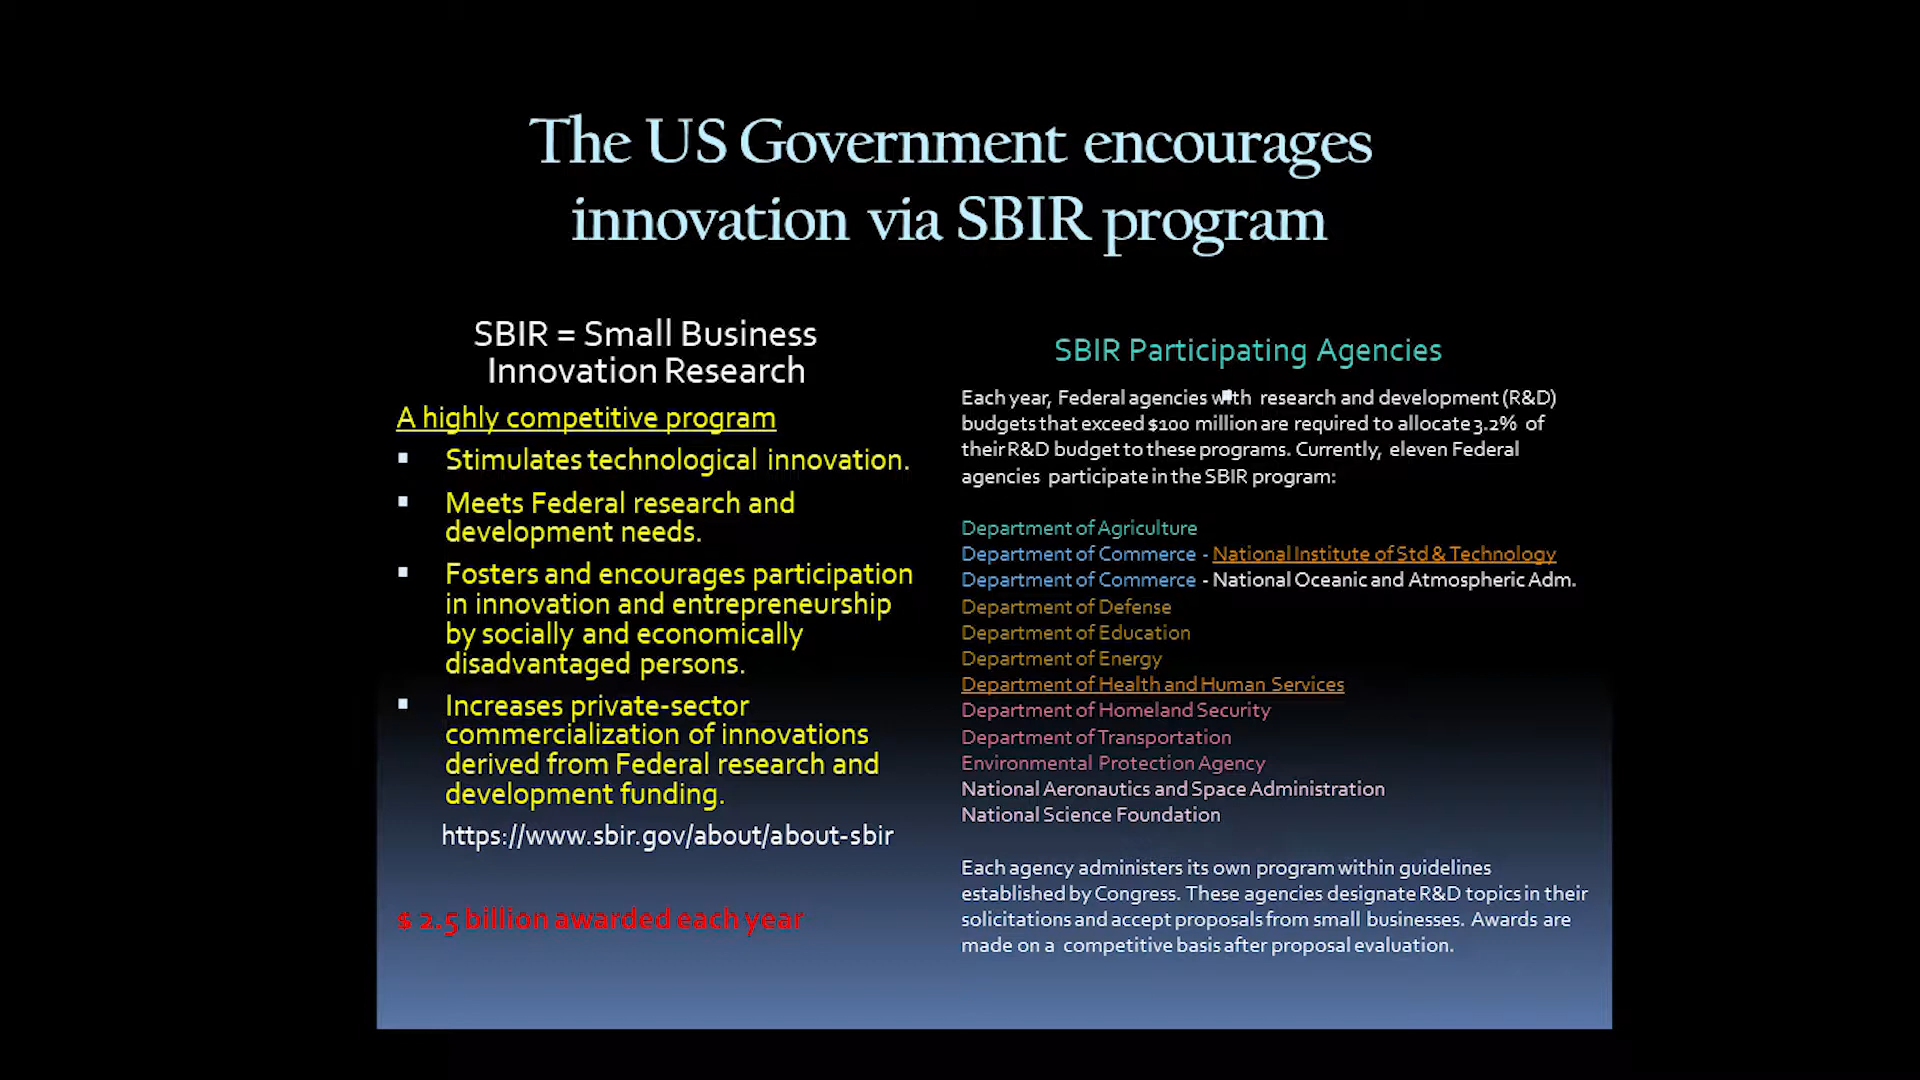 The US Government encourages
innovation via SBIR program
SBIR = Small Business
Innovation Research
A highly competitive program
▪ Stimulates technological innovation.
▪ Meets Federal research and
development needs.
▪ Fosters and encourages participation
in innovation and entrepreneurship
by socially and economically
disadvantaged persons.
▪ Increases private-sector
commercialization of innovations
derived from Federal research and
development funding.
https://www.sbir.gov/about/about-sbir
$ 2.5 billion awarded each year
SBIR Participating Agencies
Each year, Federal agencies with research and development (R&D)
budgets that exceed $100 million are required to allocate 3.2% of
their R&D budget to these programs. Currently, eleven Federal
agencies participate in the SBIR program:
Department of Agriculture
Department of Commerce - National Institute of Std & Technology
Department of Commerce - National Oceanic and Atmospheric Adm.
Department of Defense
Department of Education
Department of Energy
Department of Health and Human Services
Department of Homeland Security
Department of Transportation
Environmental Protection Agency
National Aeronautics and Space Administration
National Science Foundation
Each agency administers its own program within guidelines
established by Congress. These agencies designate R&D topics in their
solicitations and accept proposals from small businesses. Awards are
made on a competitive basis after proposal evaluation.